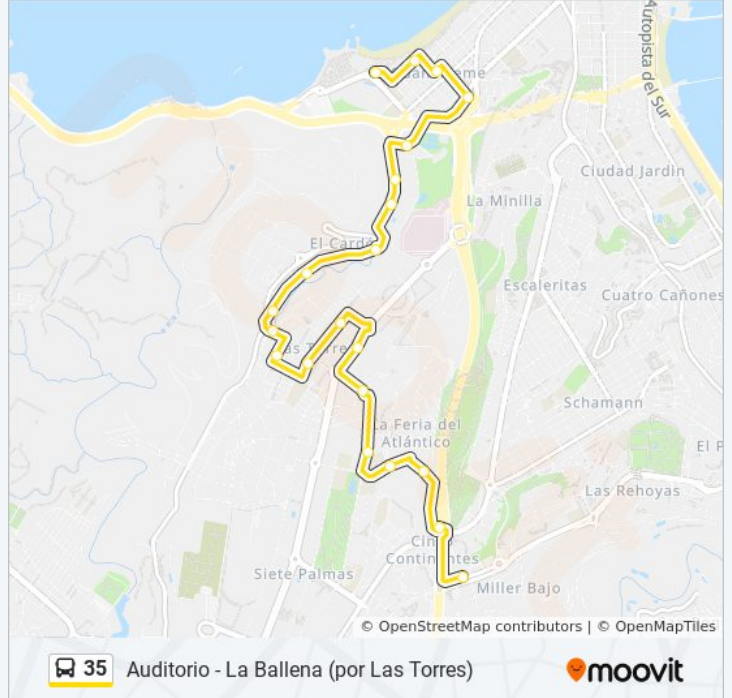 Autopista del Sur
Ciudad Jardín
La Minilla
El Cardón
Escaleritas
Cuatro Cañones
Las Torres
Schamann
La Feria del
Atlántico
Las Rehoyas
Continentes
Siete Palmas
Miller Bajo
© OpenStreetMap contributors | © OpenMapTiles
35 Auditorio - La Ballena (por Las Torres)
moovit